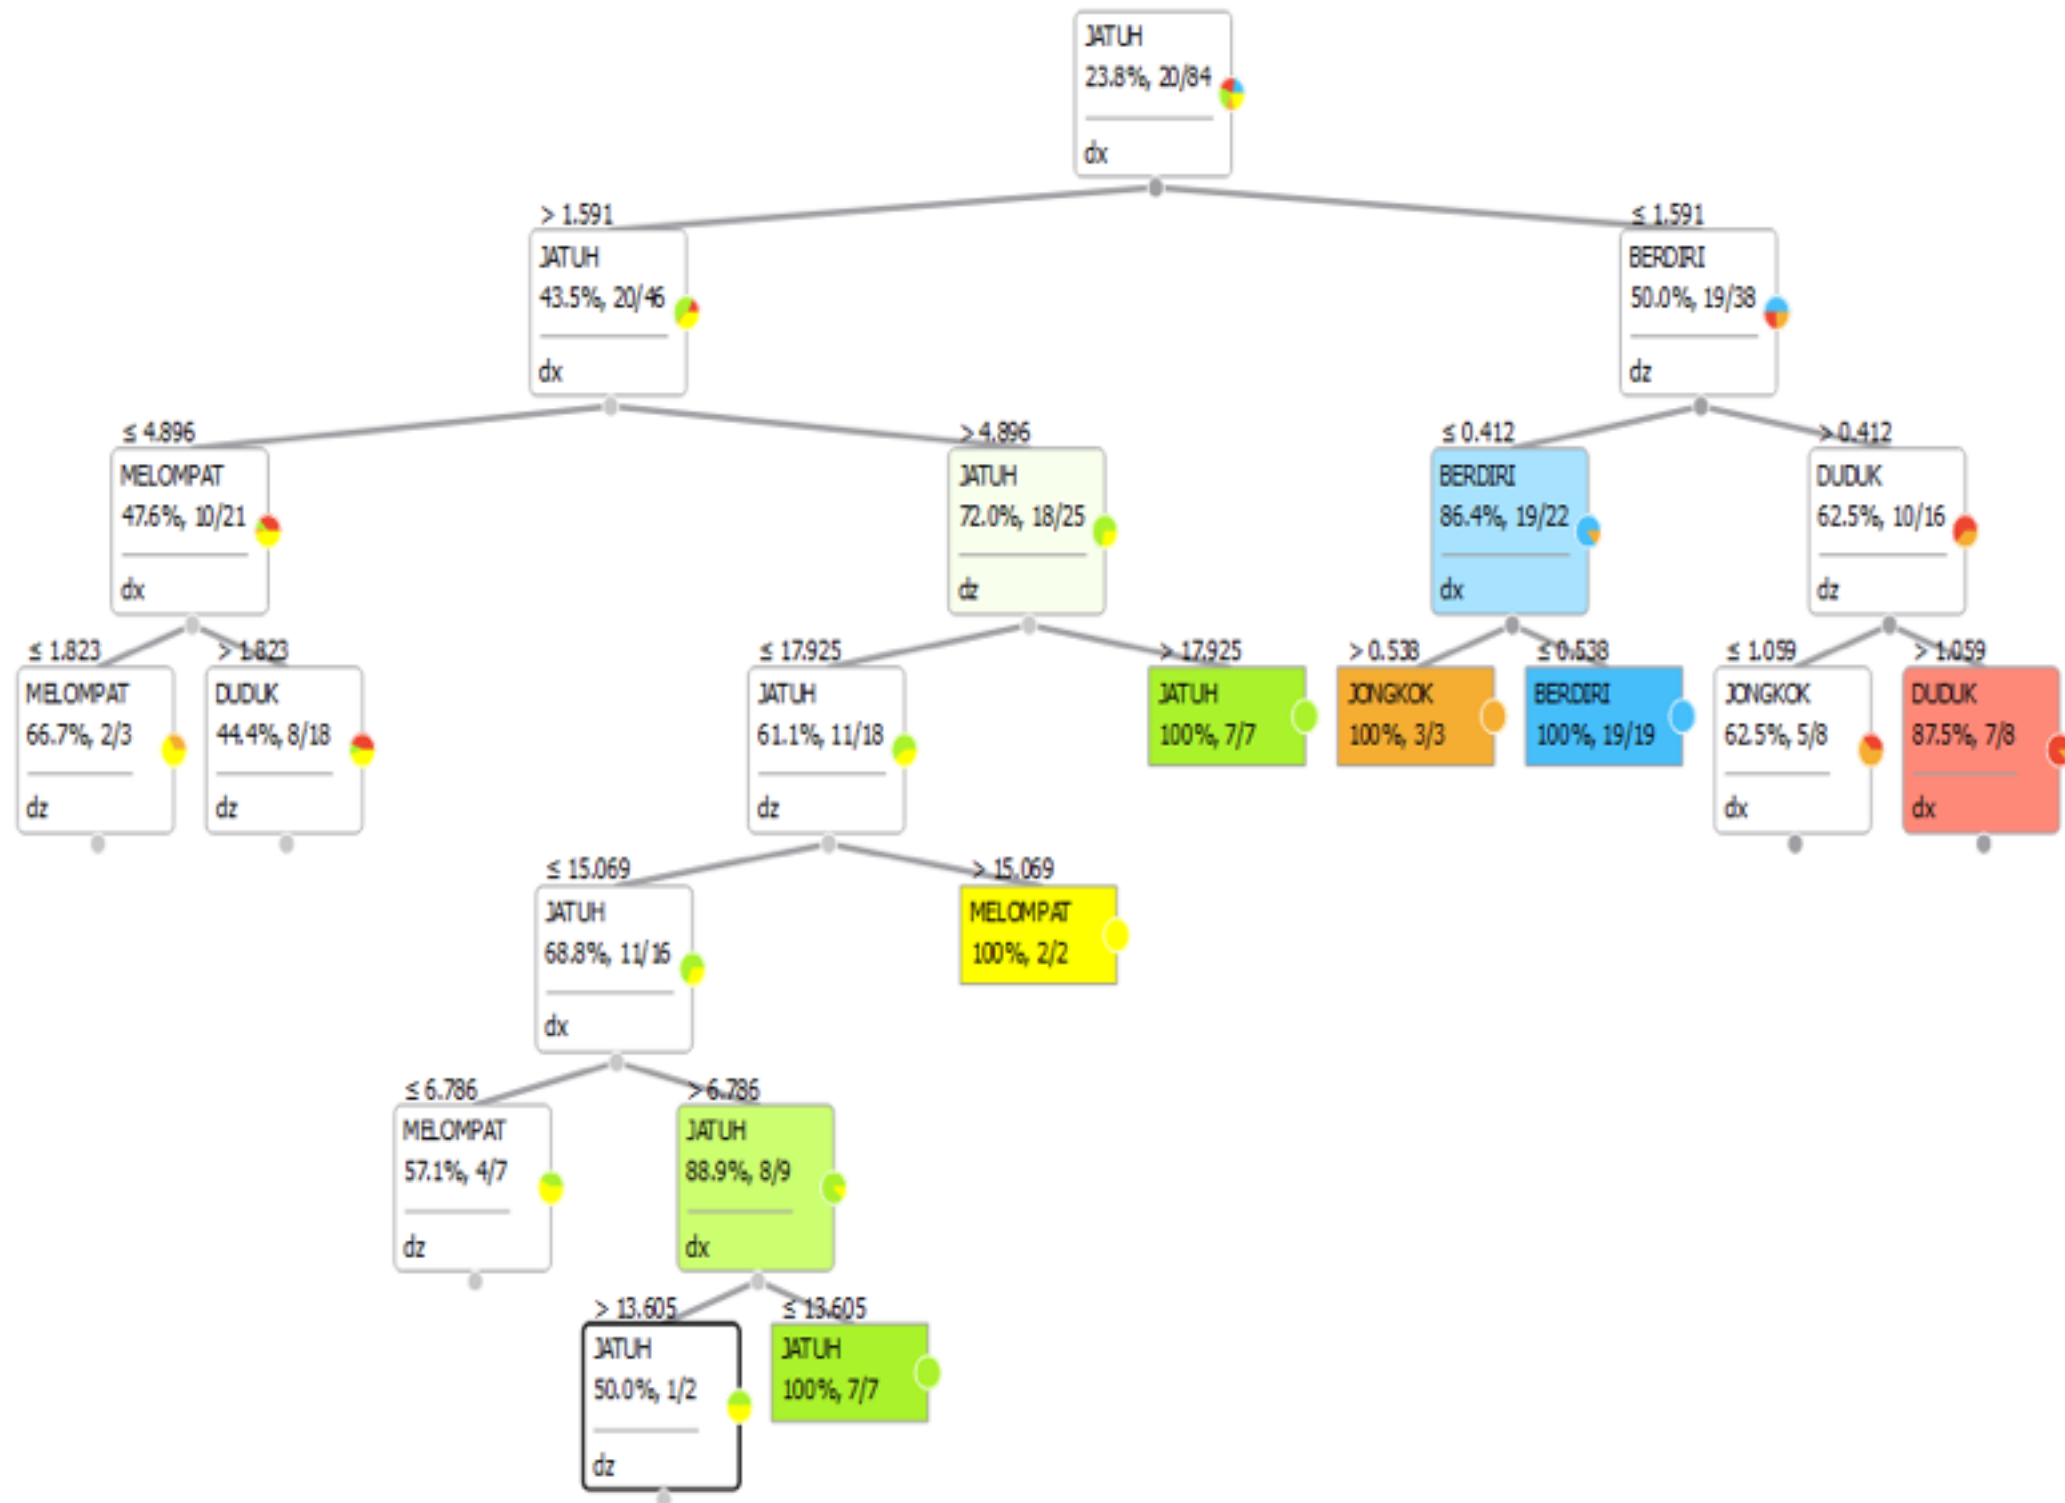 JATUH
23.8%, 20/84
dx
> 1.591
≤ 1.591
JATUH
43.5%, 20/46
dx
BERDIRI
50.0%, 19/38
dz
≤ 4.896
> 4.896
≤ 0.412
> 0.412
MELOMPAT
47.6%, 10/21
dx
JATUH
72.0%, 18/25
dz
BERDIRI
86.4%, 19/22
dx
DUDUK
62.5%, 10/16
dz
≤ 1.823
> 1.823
≤ 17.925
> 17.925
> 0.538
≤ 0.538
≤ 1.059
> 1.059
MELOMPAT
66.7%, 2/3
dz
DUDUK
44.4%, 8/18
dz
JATUH
61.1%, 11/18
dz
JATUH
100%, 7/7
JONGKOK
100%, 3/3
BERDIRI
100%, 19/19
JONGKOK
62.5%, 5/8
dx
DUDUK
87.5%, 7/8
dx
≤ 15.069
> 15.069
JATUH
68.8%, 11/16
dx
MELOMPAT
100%, 2/2
≤ 6.786
> 6.786
MELOMPAT
57.1%, 4/7
dz
JATUH
88.9%, 8/9
dx
> 13.605
≤ 13.605
JATUH
50.0%, 1/2
dz
JATUH
100%, 7/7